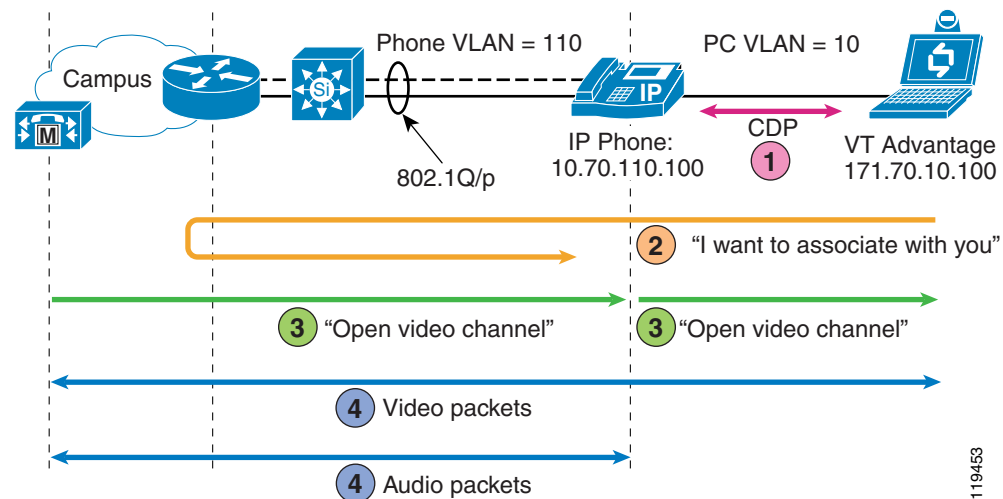 Phone VLAN = 110
PC VLAN = 10
Campus
M
Si
IP
802.1Q/p
IP Phone:
10.70.110.100
CDP
1
VT Advantage
171.70.10.100
2 “I want to associate with you”
3 “Open video channel”
3 “Open video channel”
4 Video packets
4 Audio packets
119453